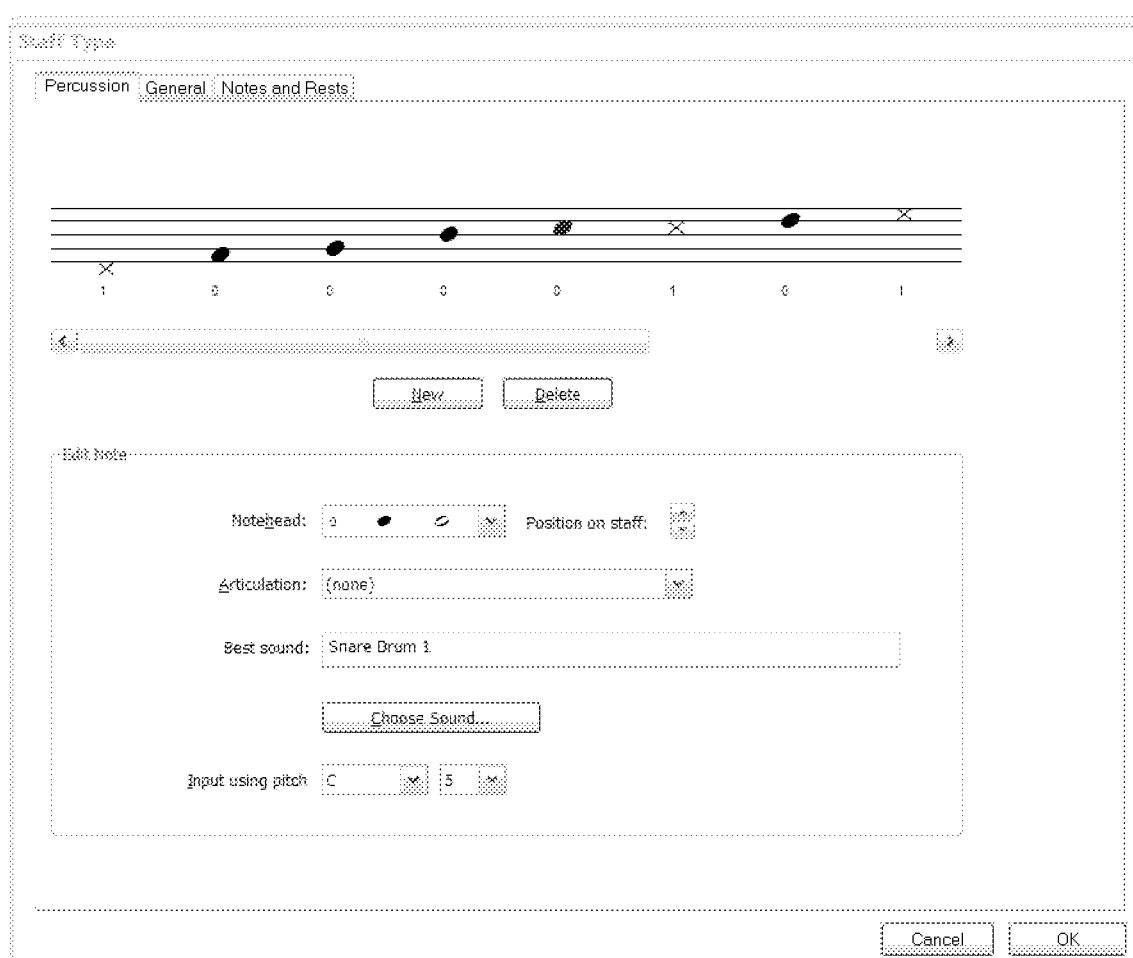 Staff Type
Percussion General Notes and Rests
1 0 0 0 0 1 0 1
New Delete
Edit Note
Notehead: 0 Position on staff:
Articulation: (none)
Best sound: Snare Drum 1
Choose Sound...
Input using pitch C 5
Cancel OK